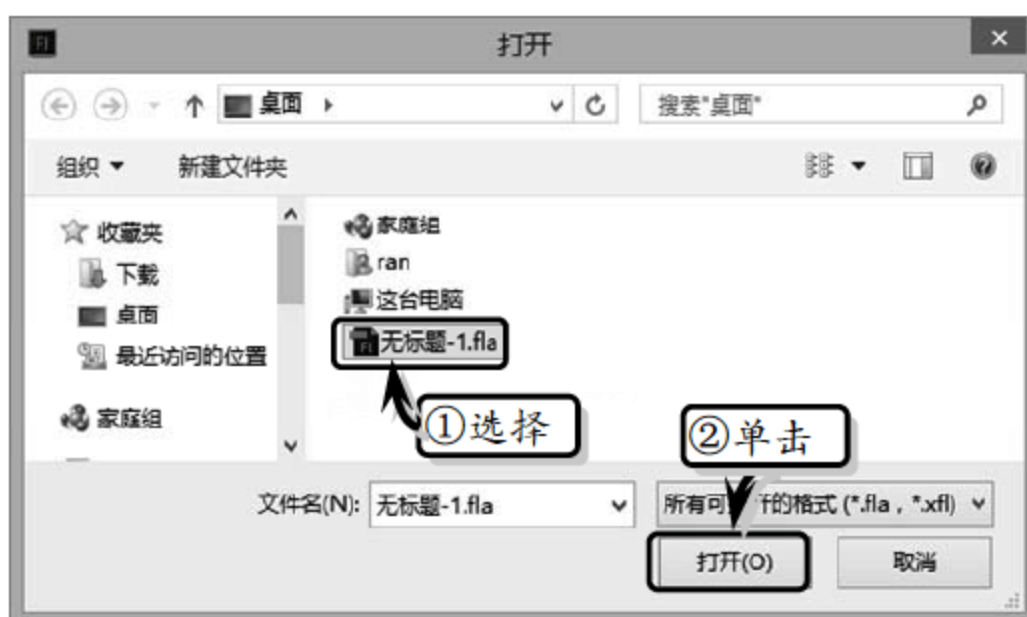 Fl 打开
桌面 搜索"桌面"
组织 新建文件夹
收藏夹
下载
桌面
最近访问的位置
家庭组
家庭组
ran
这台电脑
无标题-1.fla
①选择
②单击
文件名(N): 无标题-1.fla
所有可 的格式 (*.fla , *.xfl)
打开(O) 取消